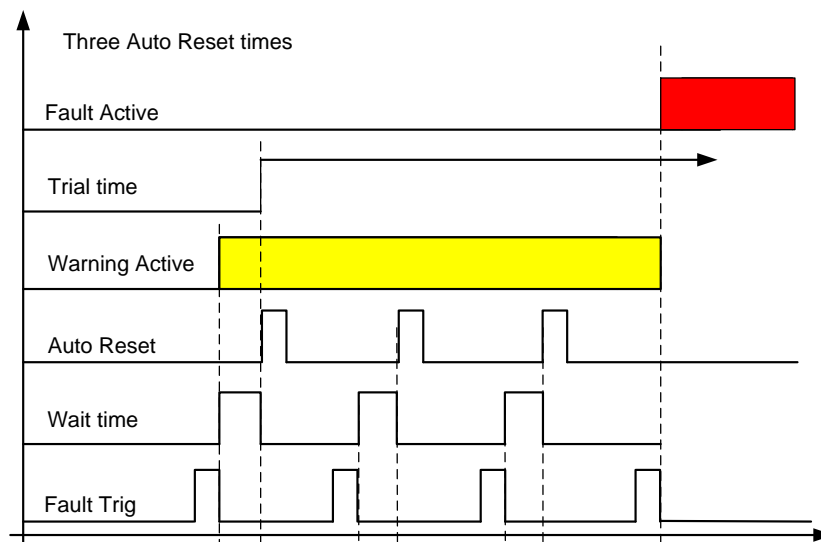 Three Auto Reset times
Fault Active
Trial time
Warning Active
Auto Reset
Wait time
Fault Trig